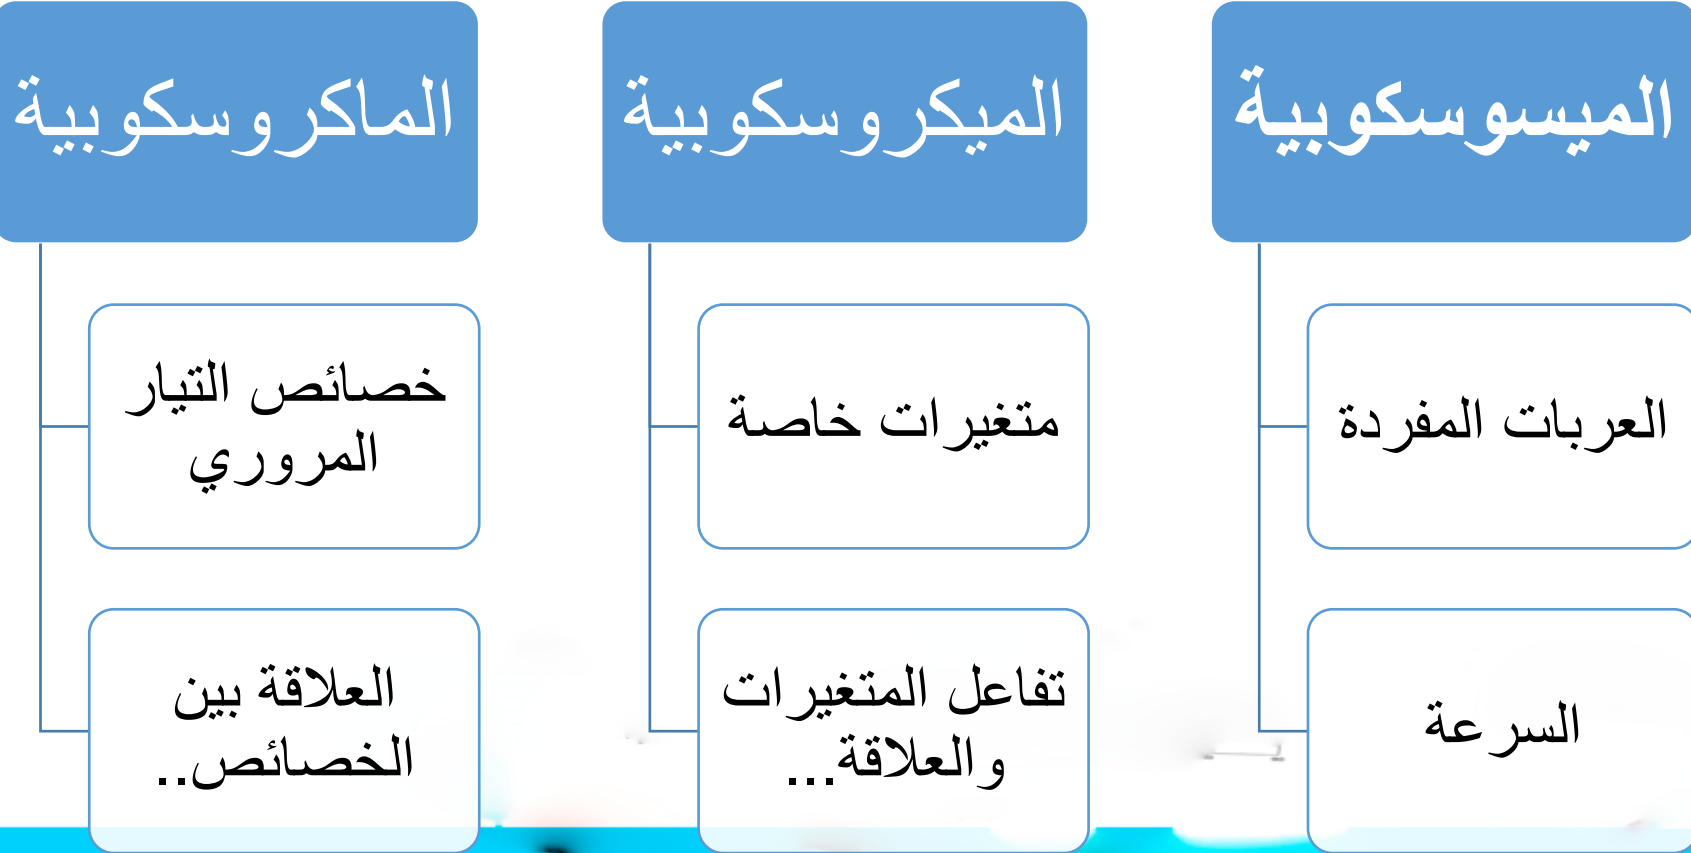 الميسوسكوبية
العربات المفردة
السرعة
الميكروسكوبية
متغيرات خاصة
تفاعل المتغيرات
والعلاقة...
الماكروسكوبية
خصائص التيار
المروري
العلاقة بين
الخصائص..